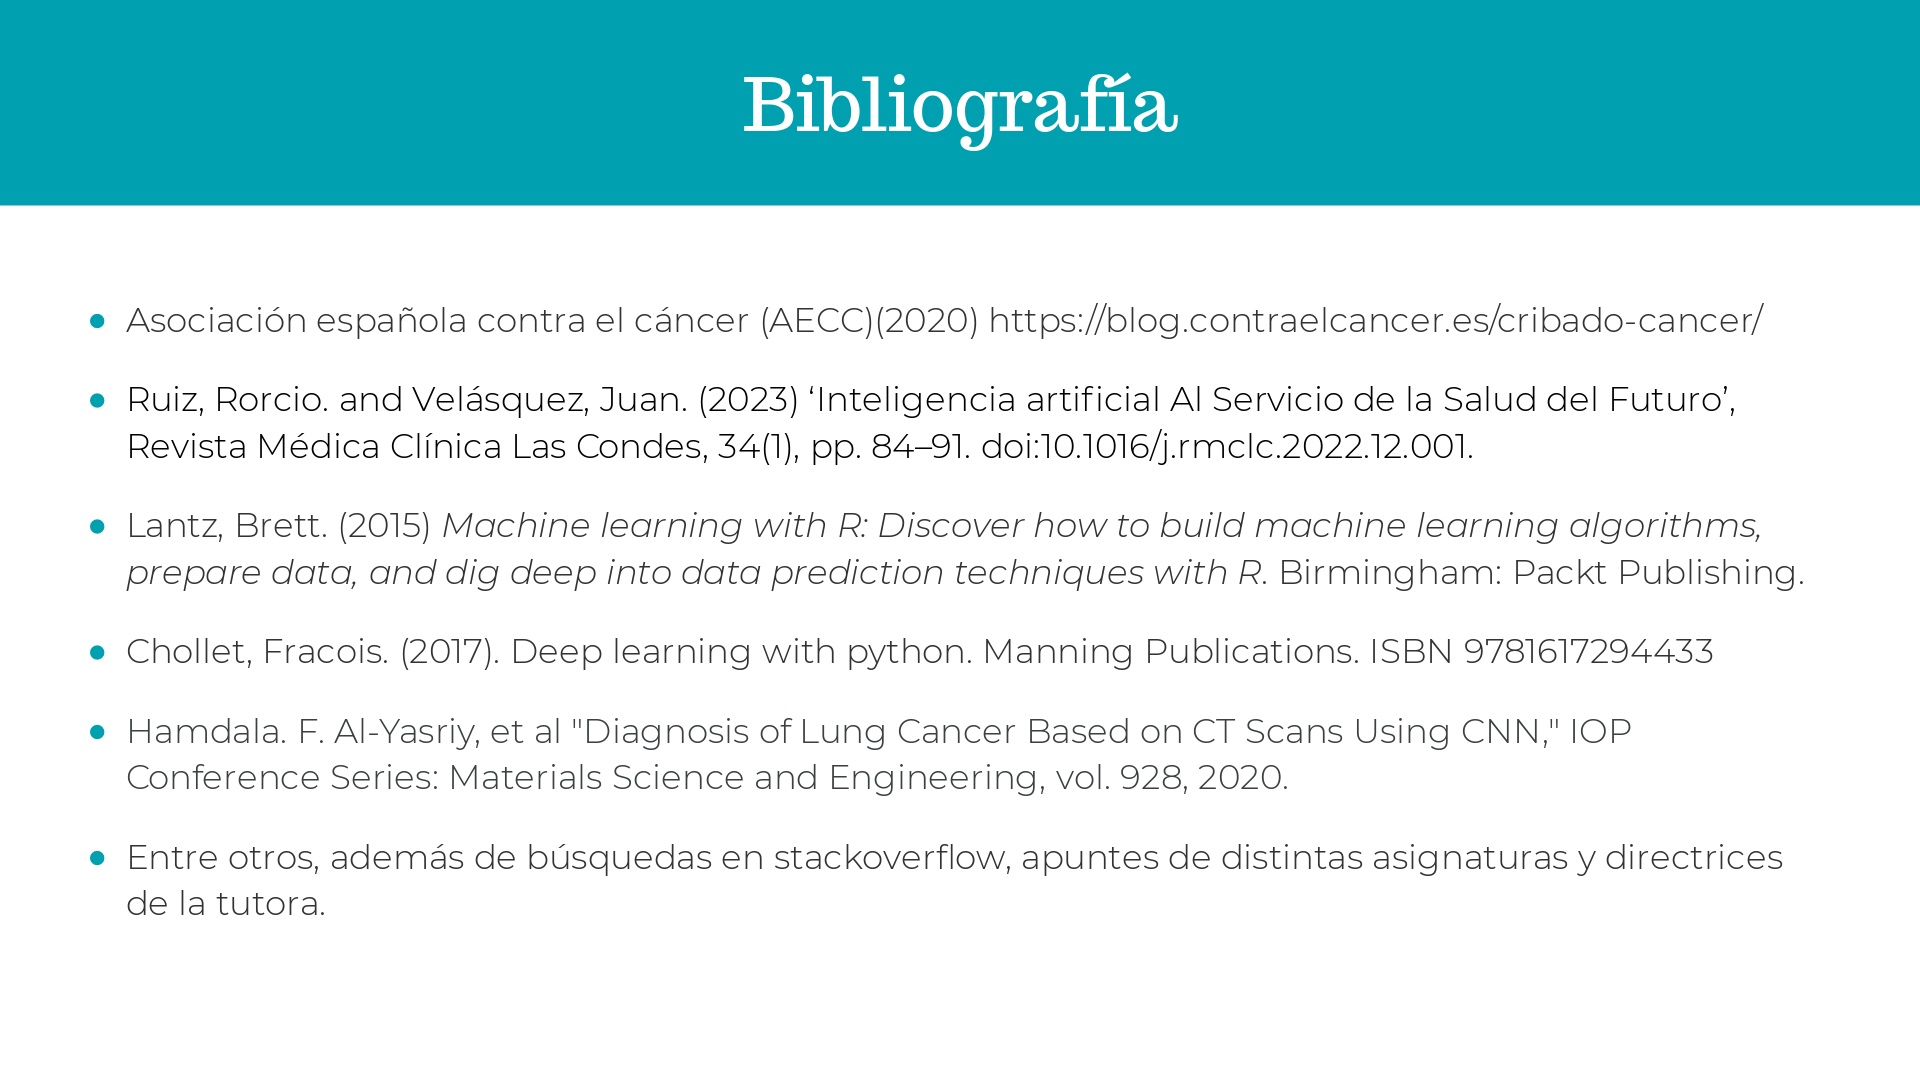 Bibliografía
• Asociación española contra el cáncer (AECC)(2020) https://blog.contraelcancer.es/cribado-cancer/
• Ruiz, Rorcio. and Velásquez, Juan. (2023) ‘Inteligencia artificial Al Servicio de la Salud del Futuro’,
Revista Médica Clínica Las Condes, 34(1), pp. 84–91. doi:10.1016/j.rmclc.2022.12.001.
• Lantz, Brett. (2015) Machine learning with R: Discover how to build machine learning algorithms,
prepare data, and dig deep into data prediction techniques with R. Birmingham: Packt Publishing.
• Chollet, Fracois. (2017). Deep learning with python. Manning Publications. ISBN 9781617294433
• Hamdala. F. Al-Yasriy, et al "Diagnosis of Lung Cancer Based on CT Scans Using CNN," IOP
Conference Series: Materials Science and Engineering, vol. 928, 2020.
• Entre otros, además de búsquedas en stackoverflow, apuntes de distintas asignaturas y directrices
de la tutora.